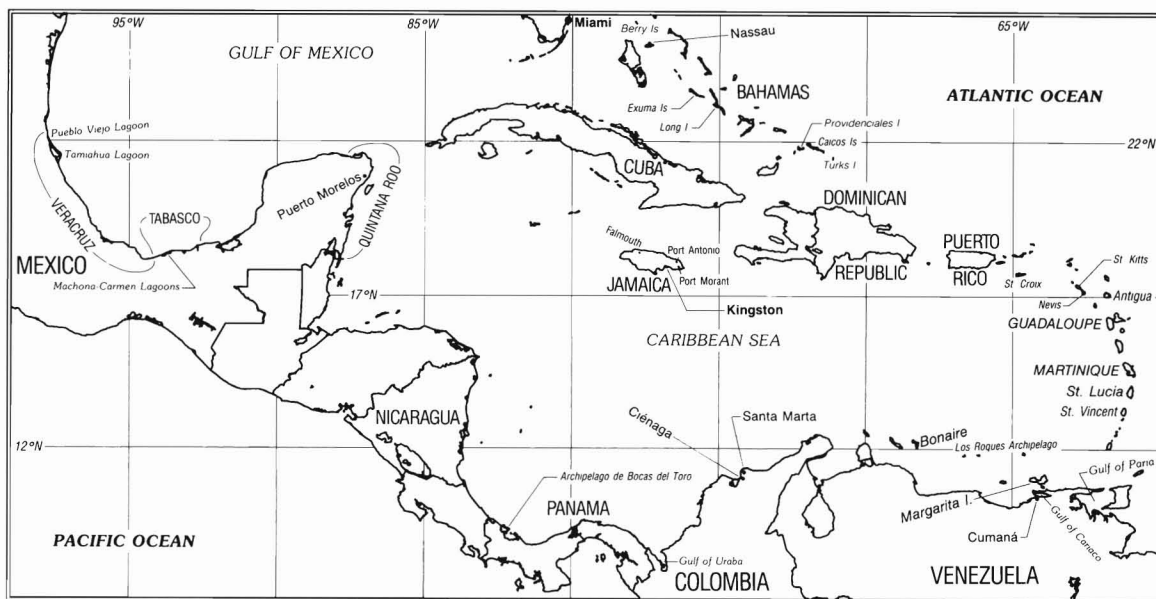 95°W
85°W
65°W
Miami
Berry Is
Nassau
GULF OF MEXICO
BAHAMAS
ATLANTIC OCEAN
Exuma Is
Long I
Pueblo Viejo Lagoon
Tamiahua Lagoon
Providenciales I
Caicos Is
Turks I
22°N
CUBA
Puerto Morelos
QUINTANA ROO
VERACRUZ
TABASCO
DOMINICAN
REPUBLIC
PUERTO
RICO
Falmouth
Port Antonio
JAMAICA
Port Morant
Kingston
St Croix
St Kitts
Nevis
Antigua
MEXICO
Machona-Carmen Lagoons
17°N
CARIBBEAN SEA
GUADALOUPE
MARTINIQUE
St. Lucia
St. Vincent
NICARAGUA
Ciénaga
Santa Marta
12°N
Bonaire
Los Roques Archipelago
Gulf of Paria
Archipelago de Bocas del Toro
PANAMA
Margarita I.
Cumaná
Gulf of Cariaco
PACIFIC OCEAN
Gulf of Uraba
COLOMBIA
VENEZUELA